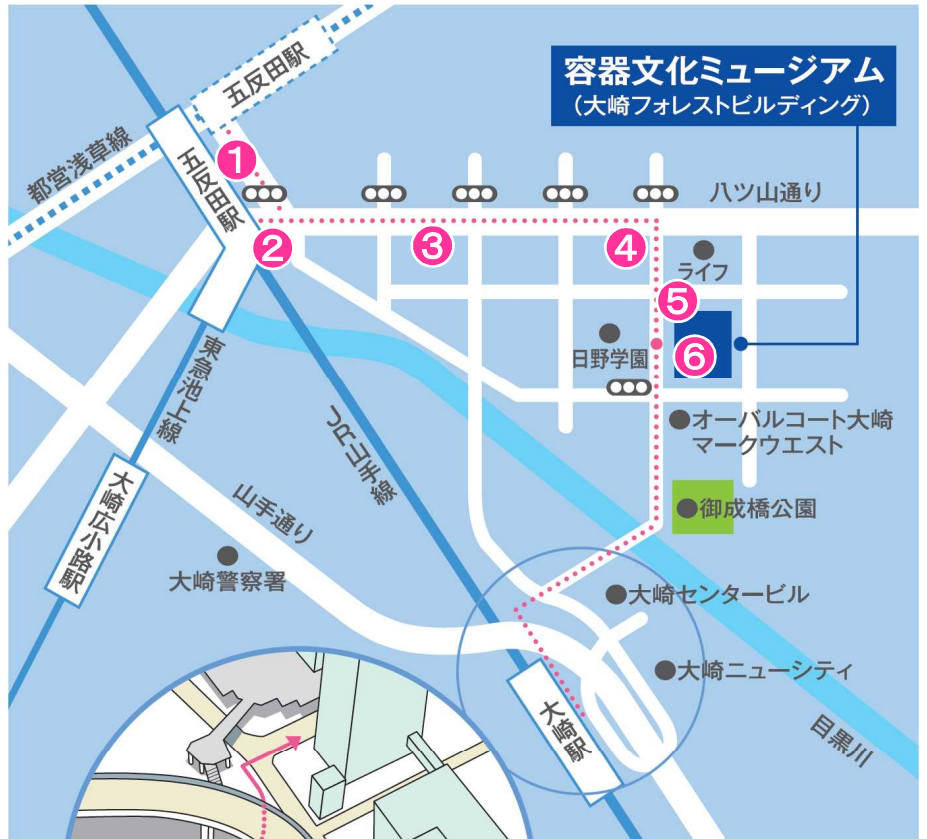 五反田駅
容器文化ミュージアム
(大崎フォレストビルディング)
都営浅草線
五反田駅
1
2
3
4
5
6
八ツ山通り
ライフ
日野学園
オーバルコート大崎
マークウエスト
御成橋公園
東急池上線
JR山手線
大崎広小路駅
山手通り
大崎警察署
大崎センタービル
大崎ニューシティ
大崎駅
目黒川